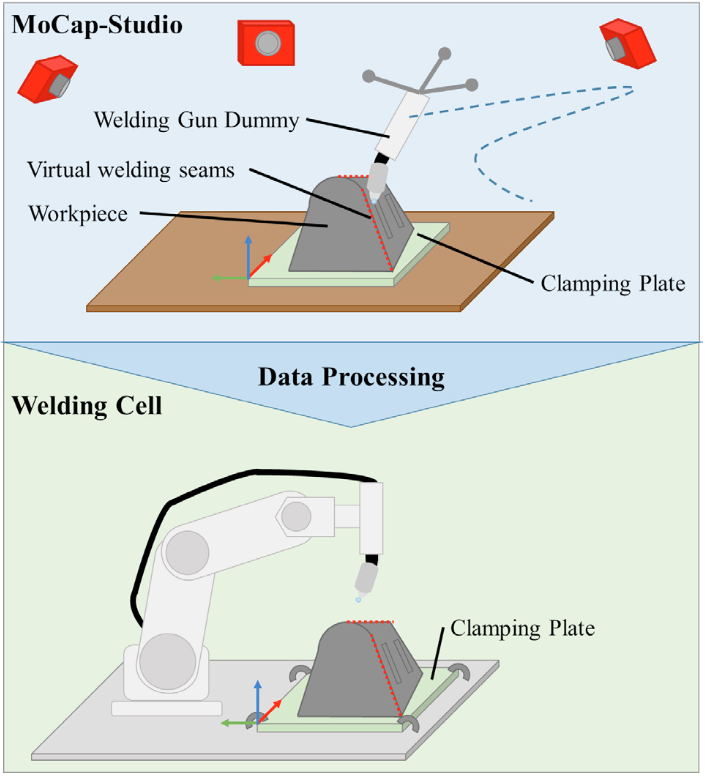 MoCap-Studio
Welding Gun Dummy
Virtual welding seams
Workpiece
Clamping Plate
Data Processing
Welding Cell
Clamping Plate